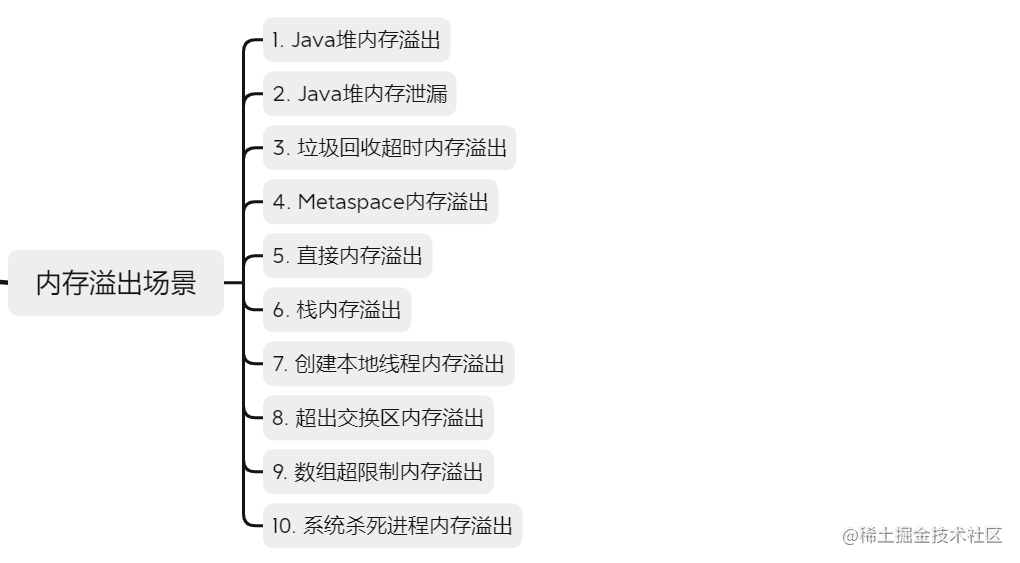 1. Java堆内存溢出
2. Java堆内存泄漏
3. 垃圾回收超时内存溢出
4. Metaspace内存溢出
5. 直接内存溢出
内存溢出场景
6. 栈内存溢出
7. 创建本地线程内存溢出
8. 超出交换区内存溢出
9. 数组超限制内存溢出
10. 系统杀死进程内存溢出
@稀土掘金技术社区